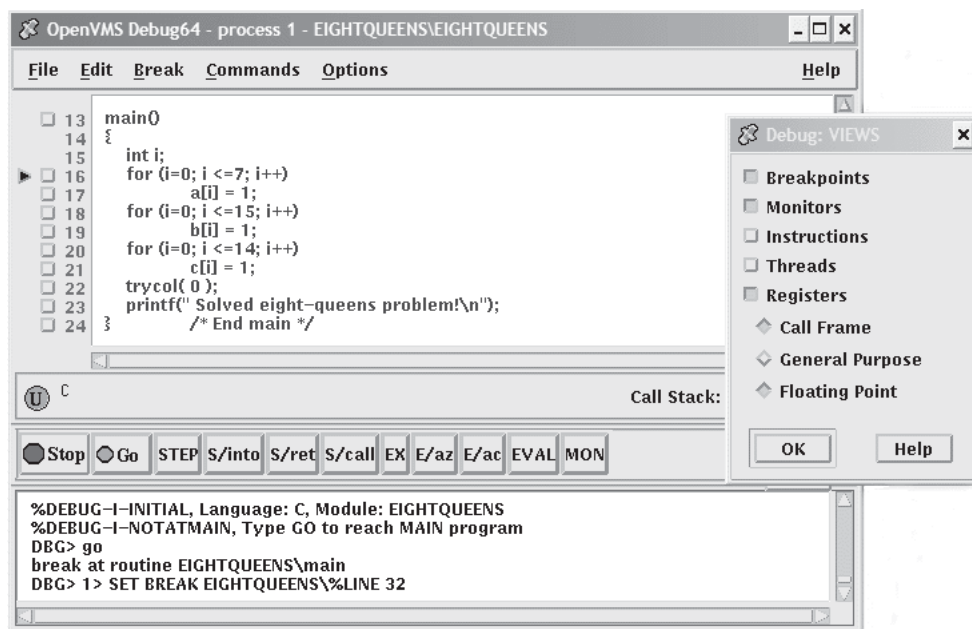 OpenVMS Debug64 - process 1 - EIGHTQUEENS\EIGHTQUEENS
File Edit Break Commands Options Help
13 main()
14 {
15 int i;
16 for (i=0; i <=7; i++)
17 a[i] = 1;
18 for (i=0; i <=15; i++)
19 b[i] = 1;
20 for (i=0; i <=14; i++)
21 c[i] = 1;
22 trycol( 0 );
23 printf(" Solved eight-queens problem!\n");
24 } /* End main */
U C Call Stack:
Stop Go STEP S/into S/ret S/call EX E/az E/ac EVAL MON
%DEBUG-I-INITIAL, Language: C, Module: EIGHTQUEENS
%DEBUG-I-NOTATMAIN, Type GO to reach MAIN program
DBG> go
break at routine EIGHTQUEENS\main
DBG> 1> SET BREAK EIGHTQUEENS\%LINE 32
Debug: VIEWS
Breakpoints
Monitors
Instructions
Threads
Registers
Call Frame
General Purpose
Floating Point
OK Help